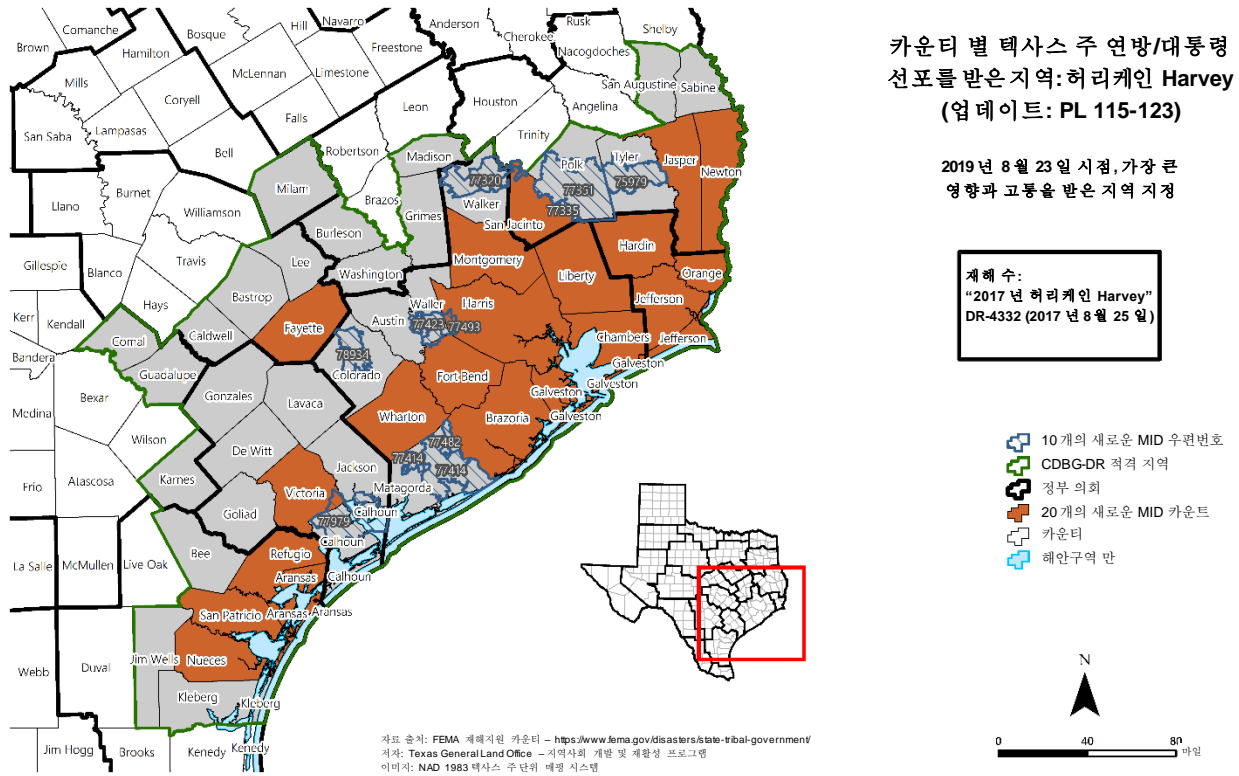 카운티 별 텍사스 주 연방/대통령
선포를 받은 지역: 허리케인 Harvey
(업데이트: PL 115-123)
2019 년 8 월 23 일 시점, 가장 큰
영향과 고통을 받은 지역 지정
재해 수:
“2017 년 허리케인 Harvey”
DR-4332 (2017 년 8 월 25 일)
10 개의 새로운 MID 우편번호
CDBG-DR 적격 지역
정부 의회
20 개의 새로운 MID 카운트
카운티
해안구역 만
N
0 40 80 마일
Comanche
Hill
Navarro
Anderson
Rusk
Shelby
Brown
Hamilton
Bosque
Freestone
Cherokee
Nacogdoches
Mills
McLennan
Limestone
San Augustine
Sabine
Coryell
Leon
Houston
Angelina
San Saba
Lampasas
Falls
Trinity
Bell
Robertson
Madison
Polk
Tyler
Jasper
Newton
Burnet
Milam
77320
77351
75979
Llano
Williamson
Brazos
Grimes
Walker
77335
San Jacinto
Burleson
Hardin
Gillespie
Blanco
Travis
Lee
Washington
Montgomery
Liberty
Orange
Hays
Bastrop
Waller
Harris
Jefferson
Kerr
Kendall
Caldwell
Fayette
Austin
77423
77493
Chambers
Jefferson
Bandera
Comal
78934
Colorado
Galveston
Guadalupe
Gonzales
Fort Bend
Galveston
Medina
Bexar
Lavaca
Wharton
Brazoria
Galveston
Galveston
Wilson
De Witt
77482
Frio
Atascosa
Karnes
Jackson
77414
77414
Victoria
Matagorda
Goliad
Calhoun
77979
Bee
Calhoun
La Salle
McMullen
Live Oak
Refugio
Calhoun
Aransas
San Patricio
Aransas
Aransas
Webb
Duval
Jim Wells
Nueces
Kleberg
Kleberg
Jim Hogg
Brooks
Kenedy
Kenedy
자료 출처: FEMA 재해지원 카운티 – https://www.fema.gov/disasters/state-tribal-government/
저자: Texas General Land Office – 지역사회 개발 및 재활성 프로그램
이미지: NAD 1983 텍사스 주 단위 매핑 시스템